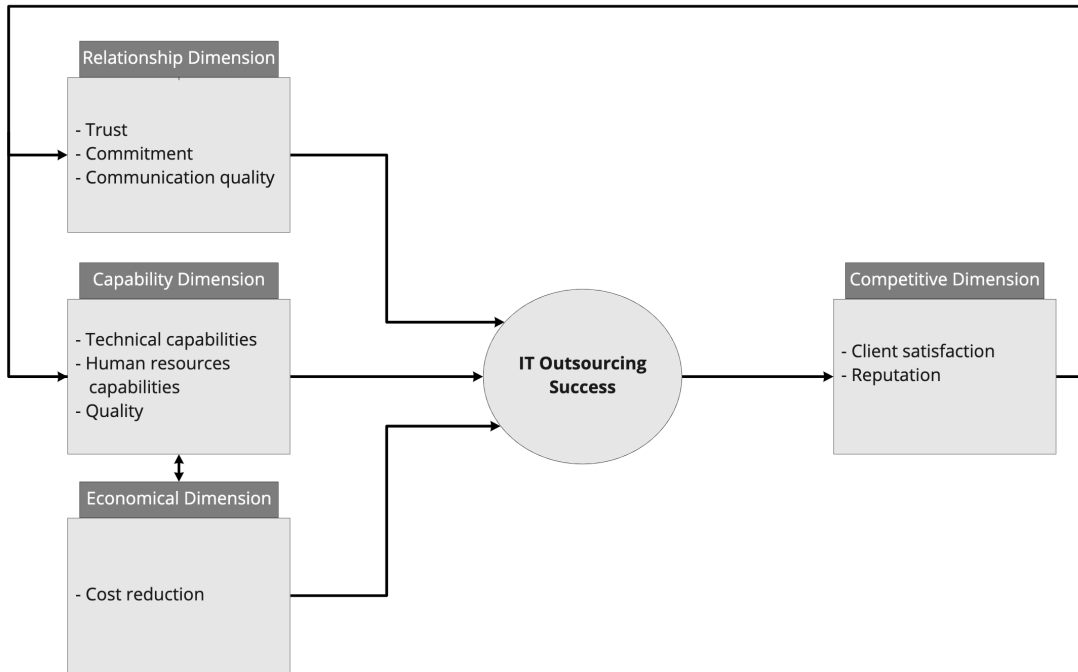 Relationship Dimension
- Trust
- Commitment
- Communication quality
Capability Dimension
- Technical capabilities
- Human resources
capabilities
- Quality
Economical Dimension
- Cost reduction
IT Outsourcing
Success
Competitive Dimension
- Client satisfaction
- Reputation